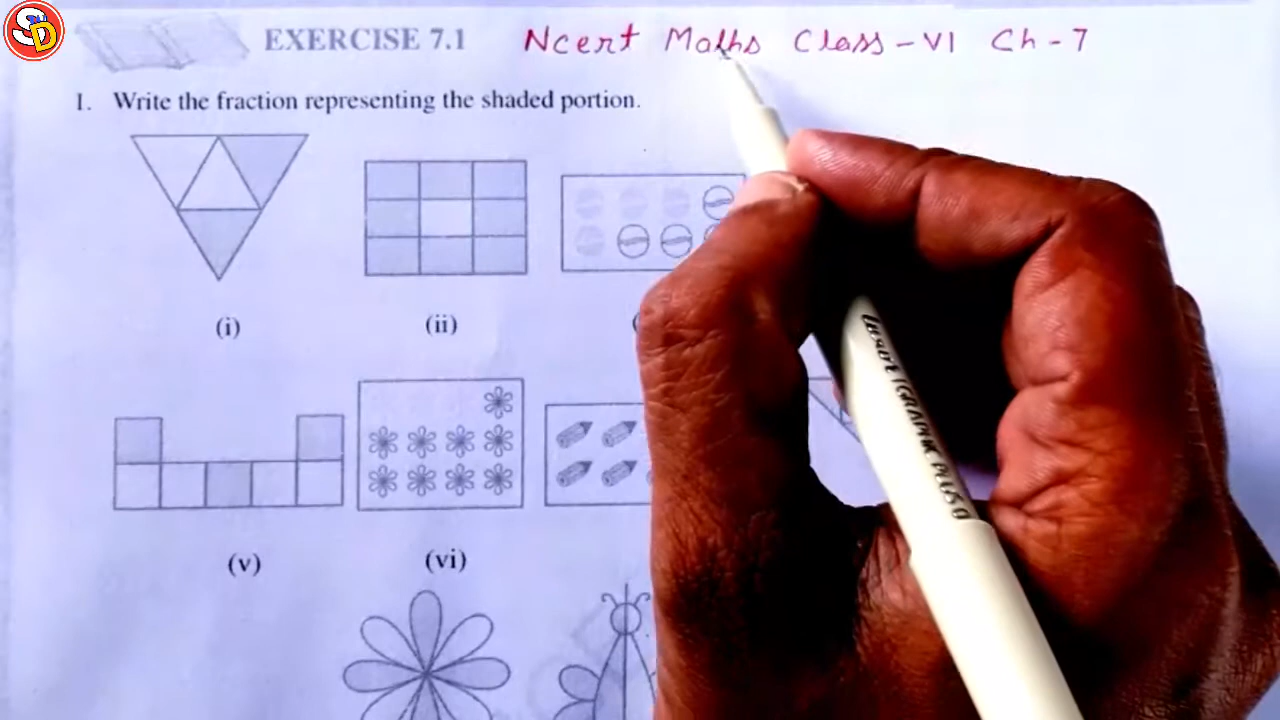 SD
EXERCISE 7.1 Ncert Maths Class - VI Ch - 7
1. Write the fraction representing the shaded portion.
(i) (ii) (
(v) (vi)